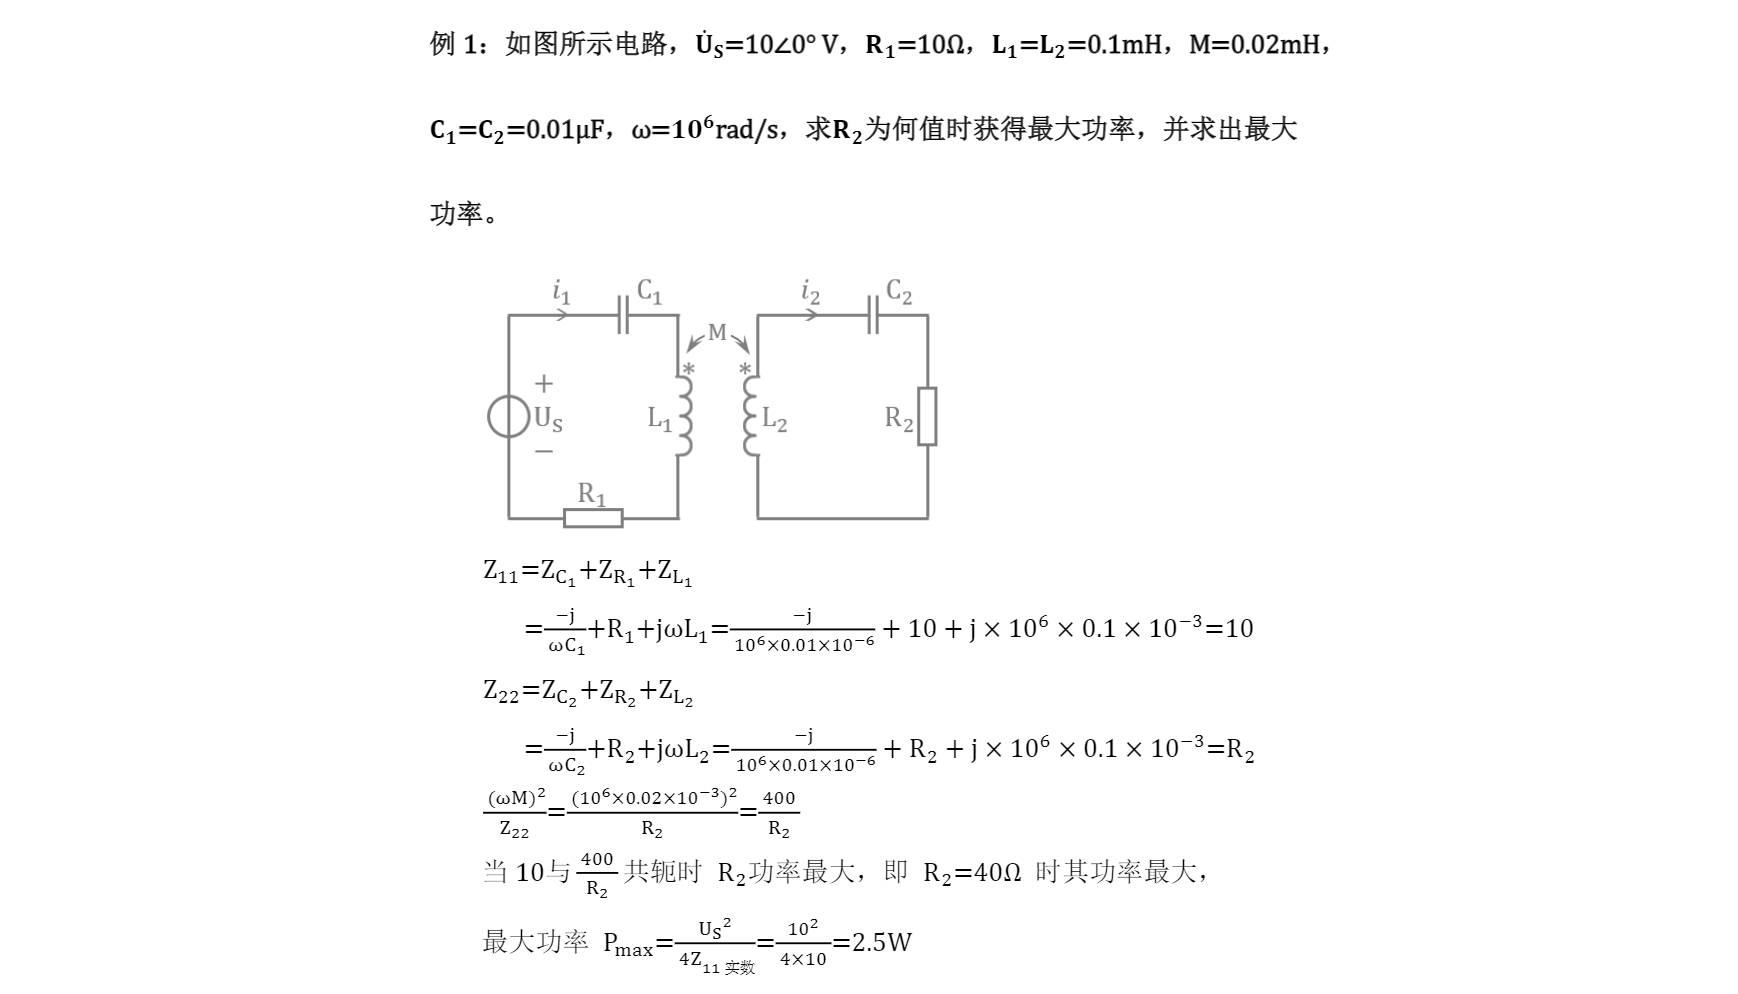 例 1：如图所示电路，U̇S=10∠0° V，R1=10Ω，L1=L2=0.1mH，M=0.02mH，
C1=C2=0.01μF，ω=10⁶rad/s，求R2为何值时获得最大功率，并求出最大
功率。
i1 C1 i2 C2
M
* *
+
US L1 L2 R2
−
R1
Z11=ZC1+ZR1+ZL1
=−j/ωC1+R1+jωL1=−j/10⁶×0.01×10⁻⁶ + 10 + j × 10⁶ × 0.1 × 10⁻³=10
Z22=ZC2+ZR2+ZL2
=−j/ωC2+R2+jωL2=−j/10⁶×0.01×10⁻⁶ + R2 + j × 10⁶ × 0.1 × 10⁻³=R2
(ωM)²/Z22=(10⁶×0.02×10⁻³)²/R2=400/R2
当 10与 400/R2 共轭时 R2功率最大，即 R2=40Ω 时其功率最大，
最大功率 Pmax=US²/4Z11实数=10²/4×10=2.5W